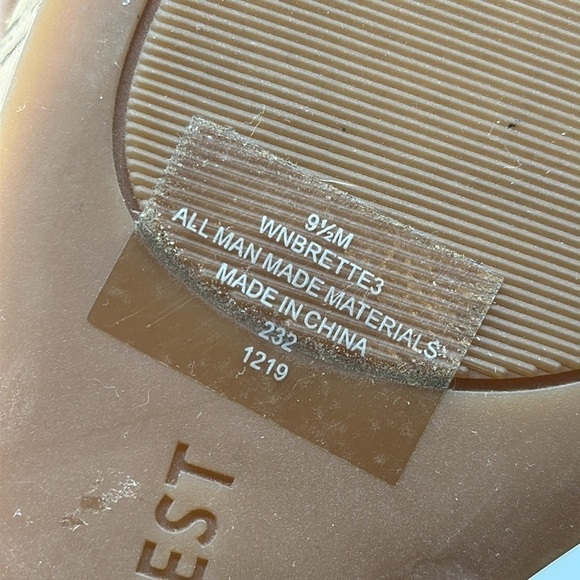 9½M
WNBRETTE3
ALL MAN MADE MATERIALS
MADE IN CHINA
232
1219
EST